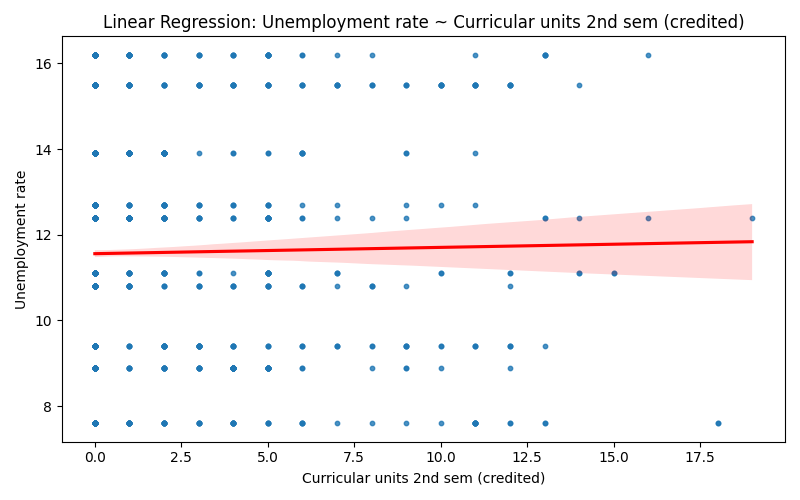 Linear Regression: Unemployment rate ~ Curricular units 2nd sem (credited)
16
14
12
10
8
Unemployment rate
0.0 2.5 5.0 7.5 10.0 12.5 15.0 17.5
Curricular units 2nd sem (credited)